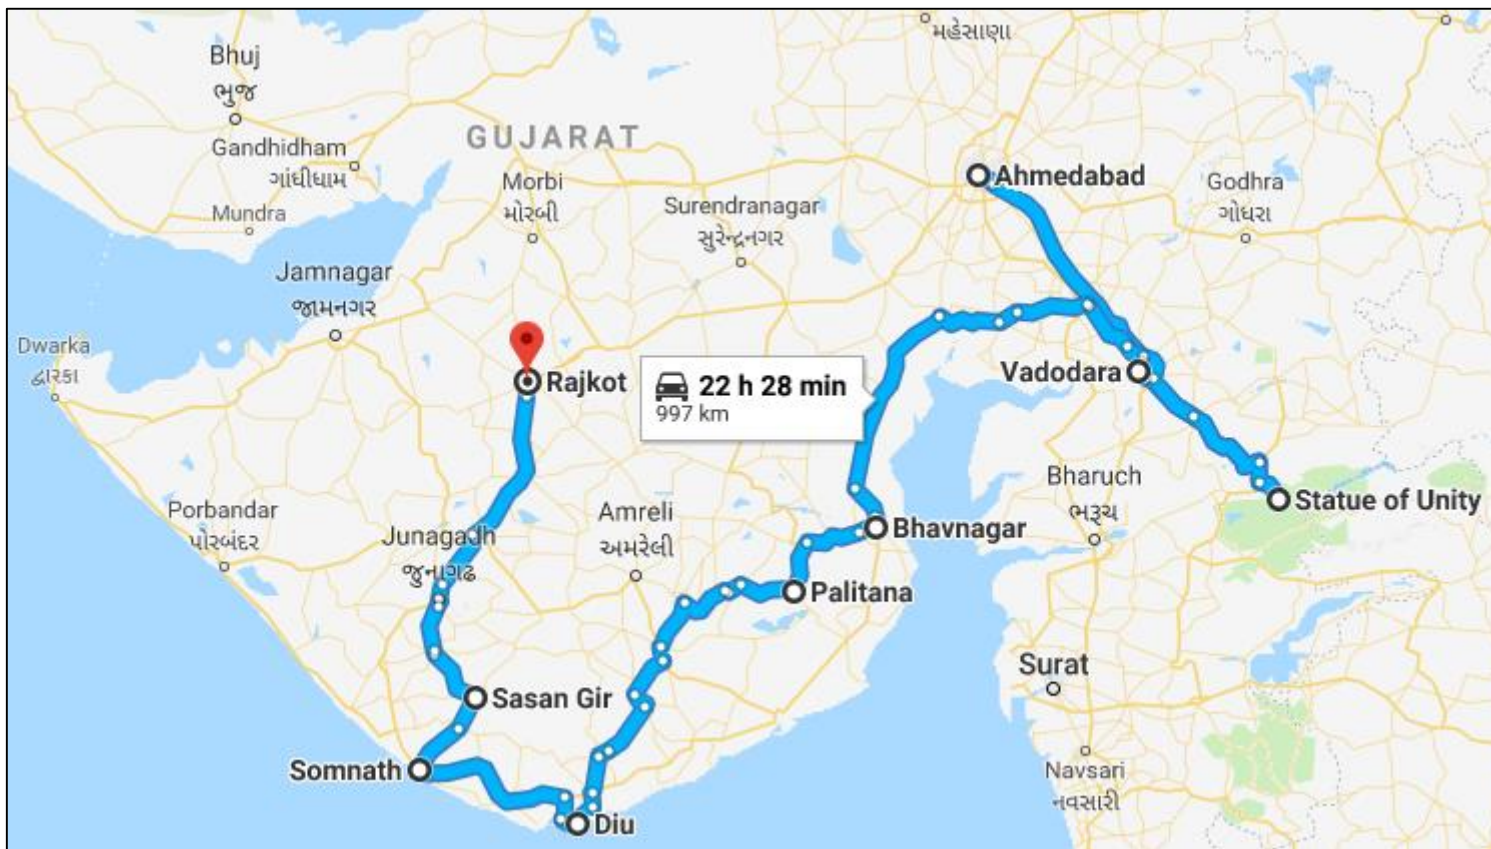 મહેસાણા
Bhuj
ભુજ
GUJARAT
Gandhidham
ગાંધીધામ
Morbi
મોરબી
Mundra
Surendranagar
સુરેન્દ્રનગર
Ahmedabad
Godhra
ગોધરા
Jamnagar
જામનગર
Dwarka
દ્વારકા
Rajkot
22 h 28 min
997 km
Vadodara
Bharuch
ભરૂચ
Statue of Unity
Porbandar
પોરબંદર
Junagadh
જુનાગઢ
Amreli
અમરેલી
Bhavnagar
Palitana
Surat
Sasan Gir
Somnath
Diu
Navsari
નવસારી